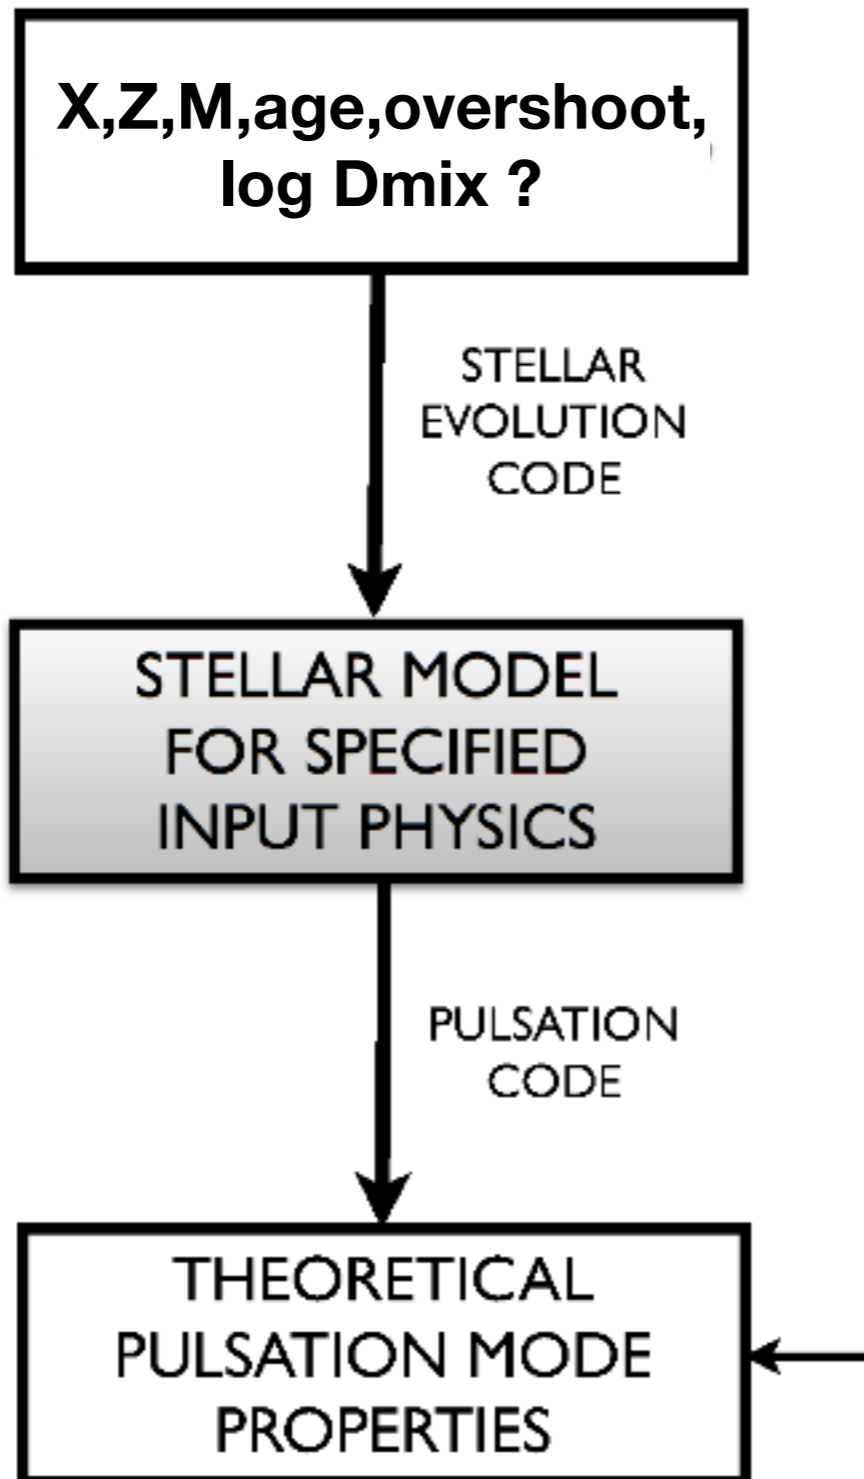 X,Z,M,age,overshoot,
log Dmix ?
STELLAR
EVOLUTION
CODE
STELLAR MODEL
FOR SPECIFIED
INPUT PHYSICS
PULSATION
CODE
THEORETICAL
PULSATION MODE
PROPERTIES